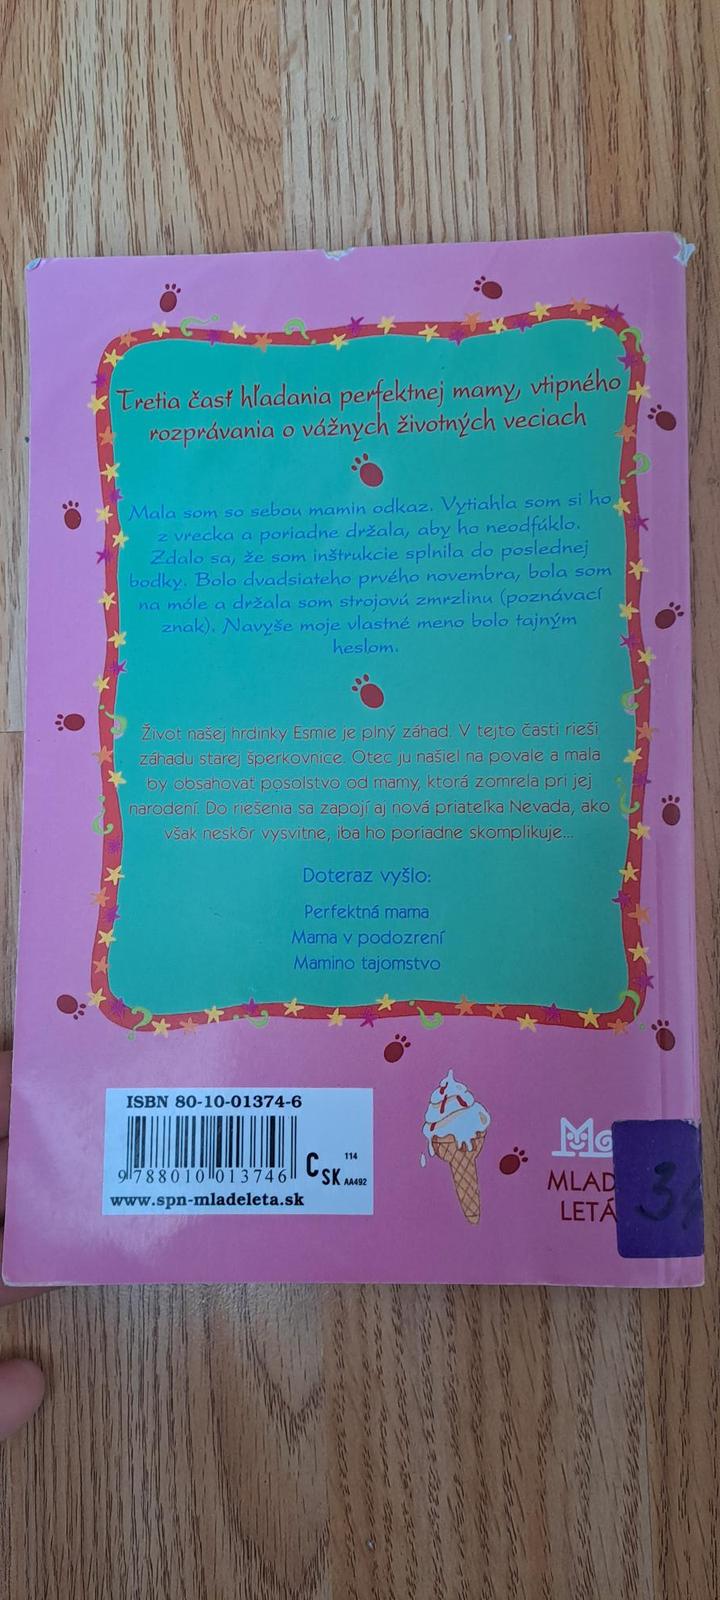 Tretia časť hľadania perfektnej mamy, vtipného
rozprávania o vážnych životných veciach
Mala som so sebou mamin odkaz. Vytiahla som si ho
z vrecka a poriadne držala, aby ho neodfúklo.
Zdalo sa, že som inštrukcie splnila do poslednej
bodky. Bolo dvadsiateho prvého novembra, bola som
na móle a držala som strojovú zmrzlinu (poznávací
znak). Navyše moje vlastné meno bolo tajným
heslom.
Život našej hrdinky Esmie je plný záhad. V tejto časti rieši
záhadu starej šperkovnice. Otec ju našiel na povale a mala
by obsahovať posolstvo od mamy, ktorá zomrela pri jej
narodení. Do riešenia sa zapojí aj nová priateľka Nevada, ako
však neskôr vysvitne, iba ho poriadne skomplikuje...
Doteraz vyšlo:
Perfektná mama
Mama v podozrení
Mamino tajomstvo
ISBN 80-10-01374-6
9 788010 013746
CSK 114 AA492
www.spn-mladeleta.sk
MLAD
LETÁ